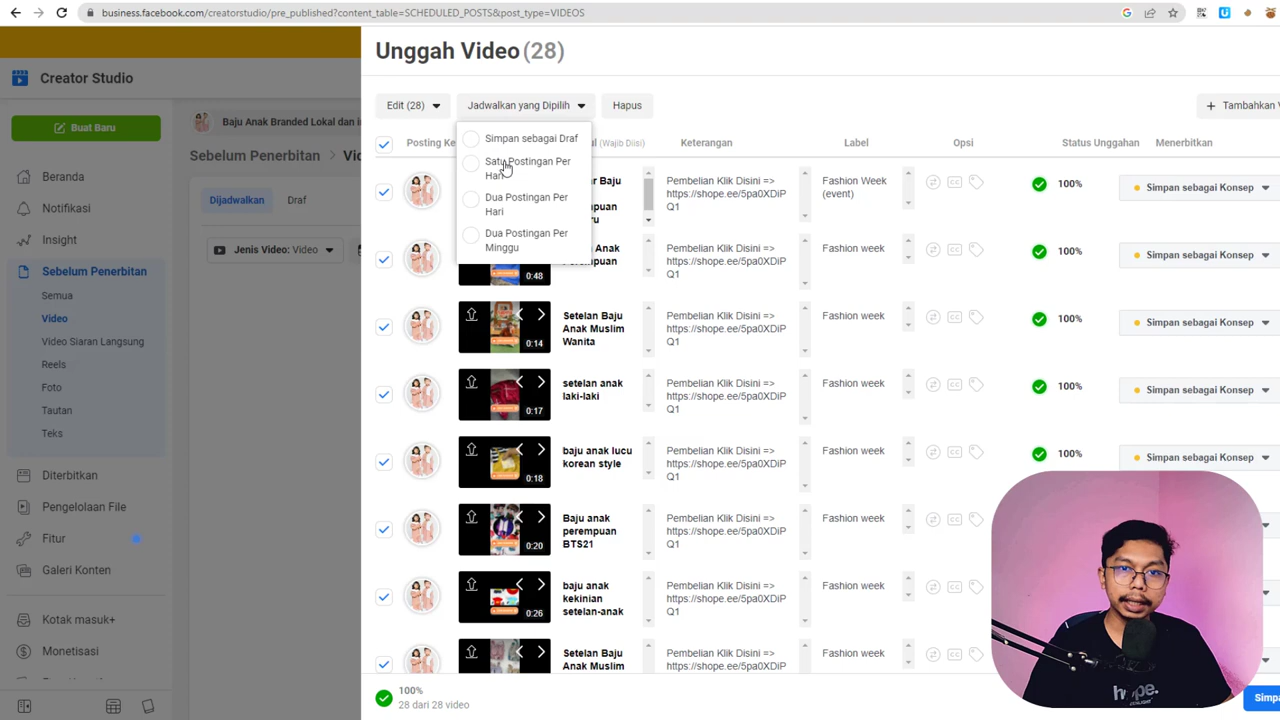 business.facebook.com/creatorstudio/pre_published?content_table=SCHEDULED_POSTS&post_type=VIDEOS
Creator Studio
Buat Baru
Beranda
Notifikasi
Insight
Sebelum Penerbitan
Semua
Video
Video Siaran Langsung
Reels
Foto
Tautan
Teks
Diterbitkan
Pengelolaan File
Fitur
Galeri Konten
Kotak masuk+
Monetisasi
Baju Anak Branded Lokal dan i
Sebelum Penerbitan
Dijadwalkan Draf
Jenis Video: Video
Unggah Video (28)
Edit (28) Jadwalkan yang Dipilih Hapus
Tambahkan V
Simpan sebagai Draf
Satu Postingan Per
Hari
Dua Postingan Per
Hari
Dua Postingan Per
Minggu
Posting Ke
(Wajib Diisi) Keterangan Label Opsi Status Unggahan Menerbitkan
Baju
Pembelian Klik Disini =>
https://shope.ee/5pa0XDiP
Q1
Fashion Week
(event)
100%
Simpan sebagai Konsep
0:48
Anak
Pembelian Klik Disini =>
https://shope.ee/5pa0XDiP
Q1
Fashion week
100%
Simpan sebagai Konsep
0:14
Setelan Baju
Anak Muslim
Wanita
Pembelian Klik Disini =>
https://shope.ee/5pa0XDiP
Q1
Fashion week
100%
Simpan sebagai Konsep
0:17
setelan anak
laki-laki
Pembelian Klik Disini =>
https://shope.ee/5pa0XDiP
Q1
Fashion week
100%
Simpan sebagai Konsep
0:18
baju anak lucu
korean style
Pembelian Klik Disini =>
https://shope.ee/5pa0XDiP
Q1
Fashion week
100%
Simpan sebagai Konsep
0:20
Baju anak
perempuan
BTS21
Pembelian Klik Disini =>
https://shope.ee/5pa0XDiP
Q1
Fashion week
0:26
baju anak
kekinian
setelan-anak
Pembelian Klik Disini =>
https://shope.ee/5pa0XDiP
Q1
Fashion week
Setelan Baju
Anak Muslim
Pembelian Klik Disini =>
https://shope.ee/5pa0XDiP
Q1
Fashion week
100%
28 dari 28 video
Simpa
hype.